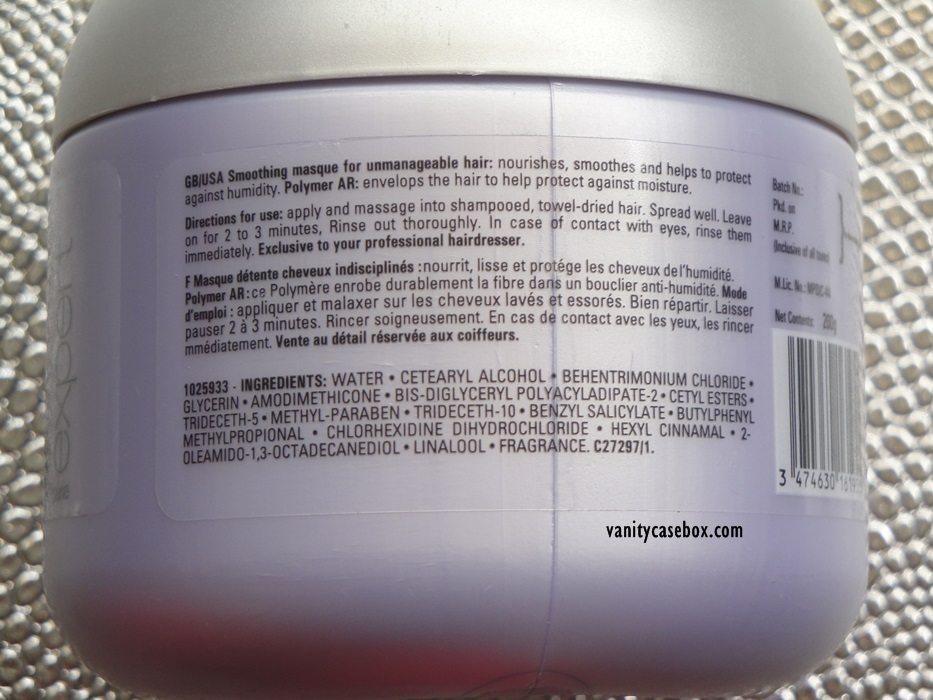 GB/USA Smoothing masque for unmanageable hair: nourishes, smoothes and helps to protect
against humidity. Polymer AR: envelops the hair to help protect against moisture.
Directions for use: apply and massage into shampooed, towel-dried hair. Spread well. Leave
on for 2 to 3 minutes, Rinse out thoroughly. In case of contact with eyes, rinse them
immediately. Exclusive to your professional hairdresser.
F Masque détente cheveux indisciplinés : nourrit, lisse et protége les cheveux de l'humidité.
Polymer AR: ce Polymère enrobe durablement la fibre dans un bouclier anti-humidité. Mode
d'emploi : appliquer et malaxer sur les cheveux lavés et essorés. Bien répartir. Laisser
pauser 2 à 3 minutes. Rincer soigneusement. En cas de contact avec les yeux, les rincer
mmédiatement. Vente au détail réservée aux coiffeurs.
1025933 - INGREDIENTS: WATER • CETEARYL ALCOHOL • BEHENTRIMONIUM CHLORIDE •
GLYCERIN • AMODIMETHICONE • BIS-DIGLYCERYL POLYACYLADIPATE-2 • CETYL ESTERS •
TRIDECETH-5 • METHYL-PARABEN • TRIDECETH-10 • BENZYL SALICYLATE • BUTYLPHENYL
METHYLPROPIONAL • CHLORHEXIDINE DIHYDROCHLORIDE • HEXYL CINNAMAL • 2-
OLEAMIDO-1,3-OCTADECANEDIOL • LINALOOL • FRAGRANCE. C27297/1.
Batch No.:
Pkd. on
M.R.P.
(Inclusive of all taxes)
M.Lic. No.:
Net Contents:
3 474630
vanitycasebox.com